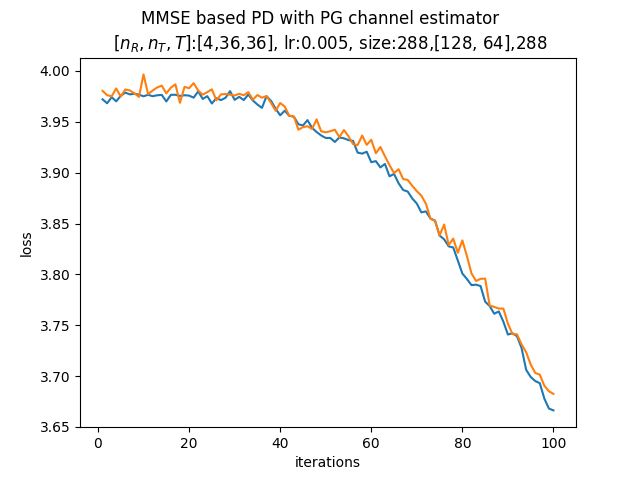 MMSE based PD with PG channel estimator
[n_R, n_T, T]:[4,36,36], lr:0.005, size:288,[128, 64],288
4.00
3.95
3.90
3.85
3.80
3.75
3.70
3.65
loss
0 20 40 60 80 100
iterations